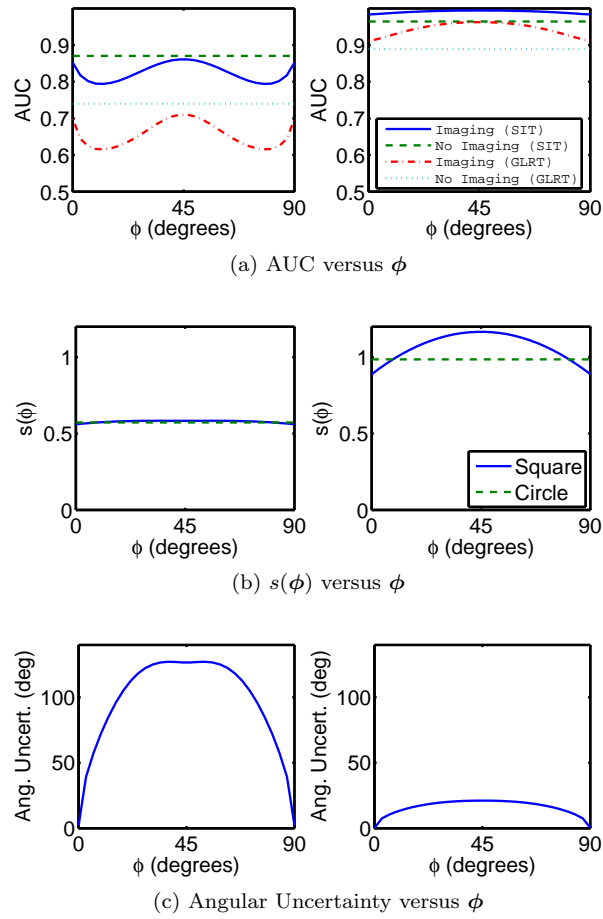 0.9
0.8
0.7
0.6
0.5
AUC
0
45
90
ϕ (degrees)
0.9
0.8
0.7
0.6
0.5
AUC
Imaging (SIT)
No Imaging (SIT)
Imaging (GLRT)
No Imaging (GLRT)
0
45
90
ϕ (degrees)
(a) AUC versus ϕ
1
0.5
0
s(ϕ)
0
45
90
ϕ (degrees)
1
0.5
0
s(ϕ)
Square
Circle
0
45
90
ϕ (degrees)
(b) s(ϕ) versus ϕ
100
50
0
Ang. Uncert. (deg)
0
45
90
ϕ (degrees)
100
50
0
Ang. Uncert. (deg)
0
45
90
ϕ (degrees)
(c) Angular Uncertainty versus ϕ